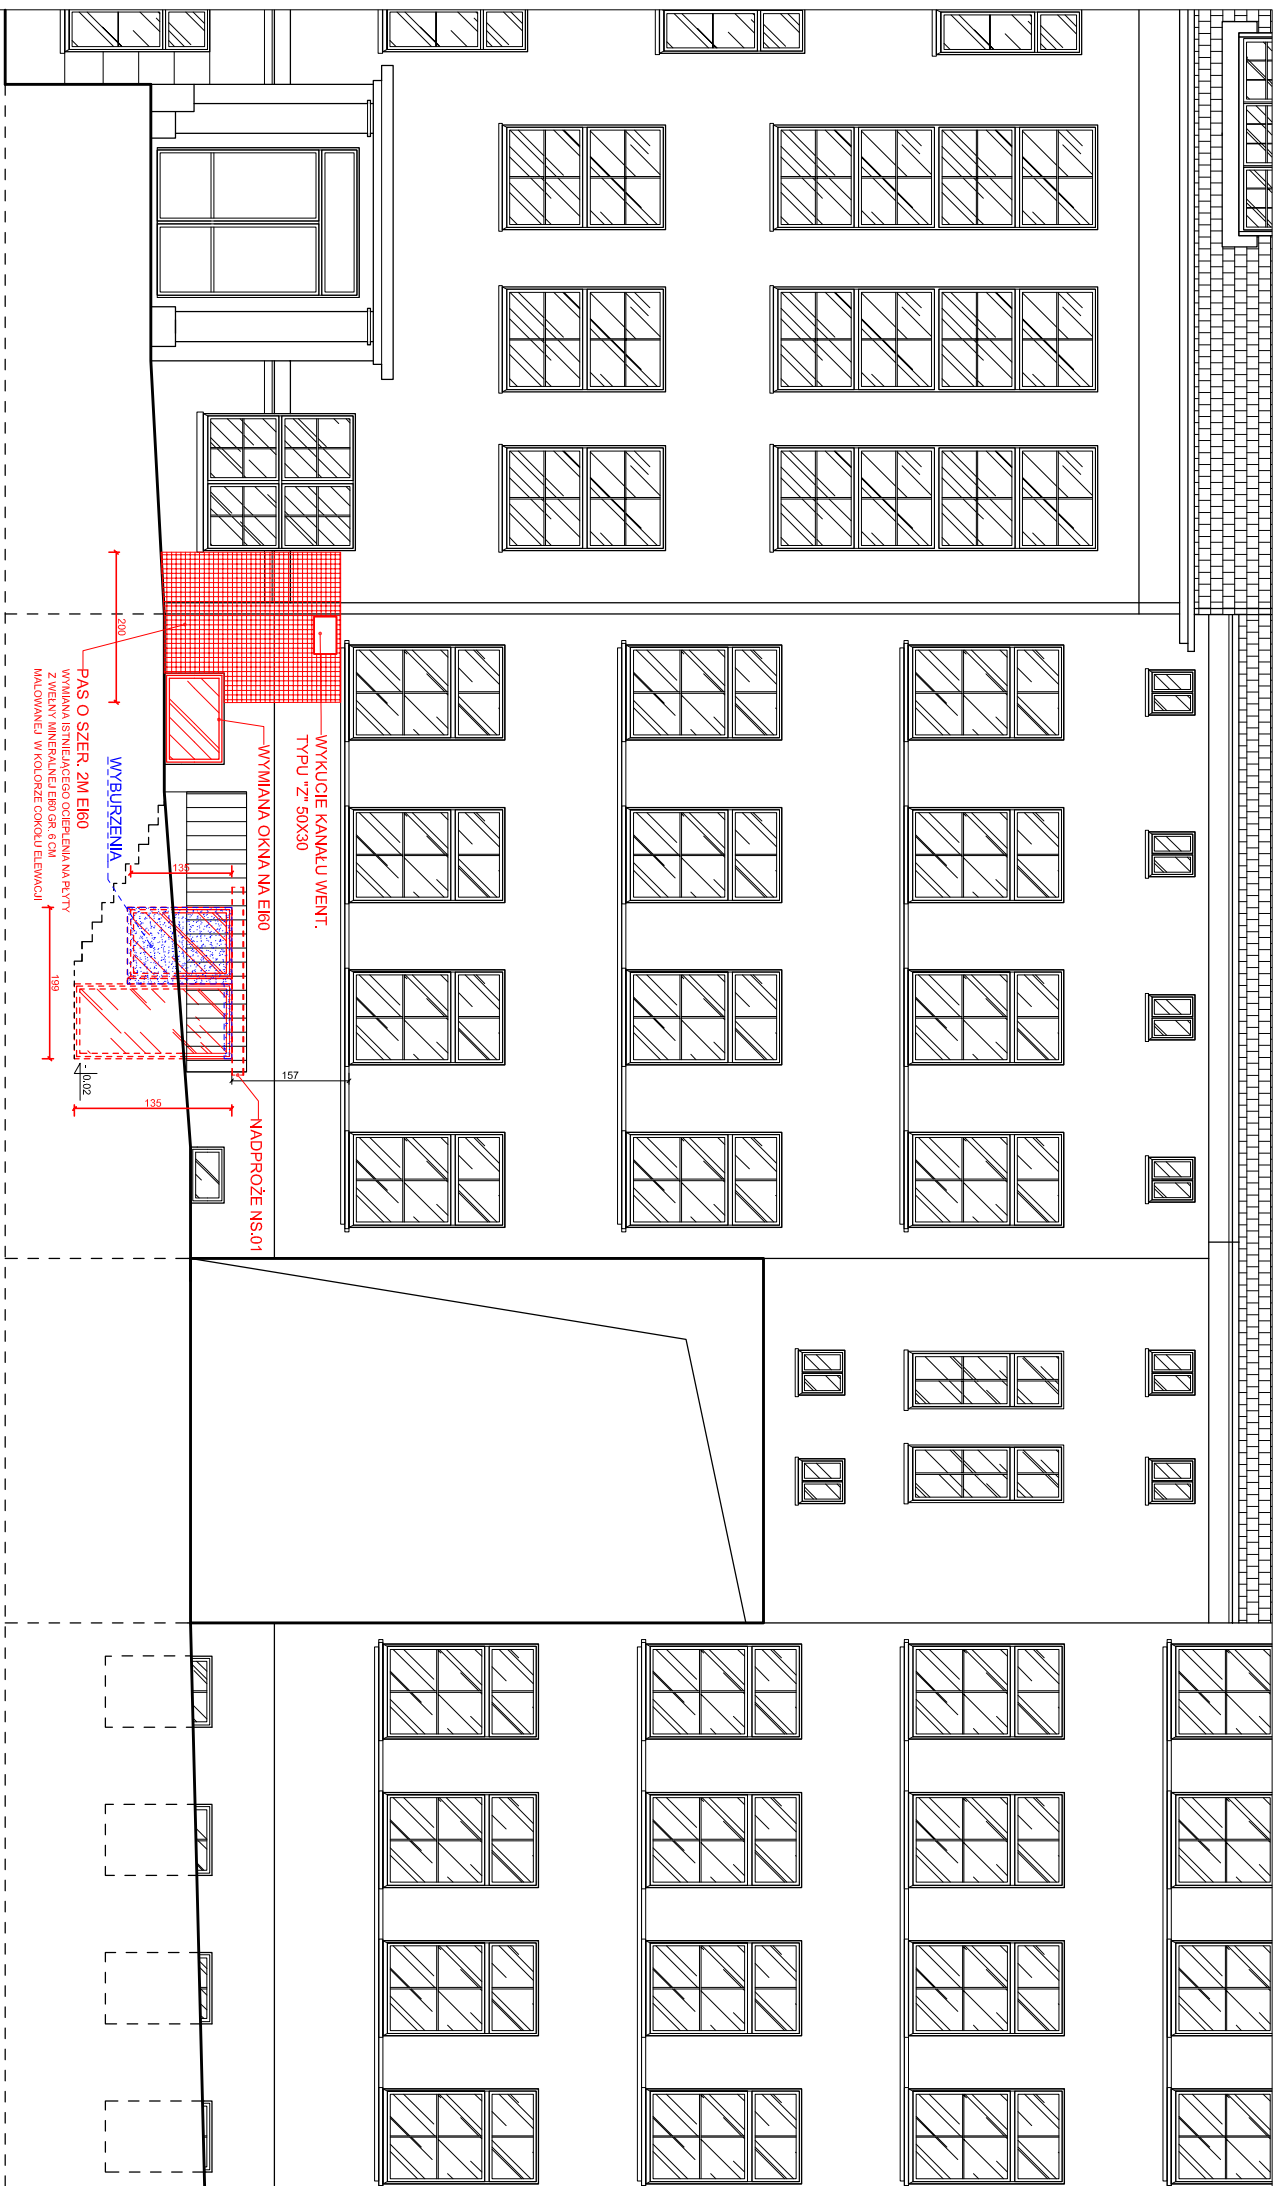 WYKUCIE KANAŁU WENT.
TYPU "Z" 50X30
WYMIANA OKNA NA EI60
NADPROŻE NS.01
157
200
PAS O SZER. 2M EI60
WYMIANA ISTNIEJĄCEGO OCIEPLENIA NA PŁYTY
Z WEŁNY MINERALNEJ EI60 GR. 6 CM
MALOWANEJ W KOLORZE COKOŁU ELEWACJI
WYBURZENIA
135
199
- 0.02
135